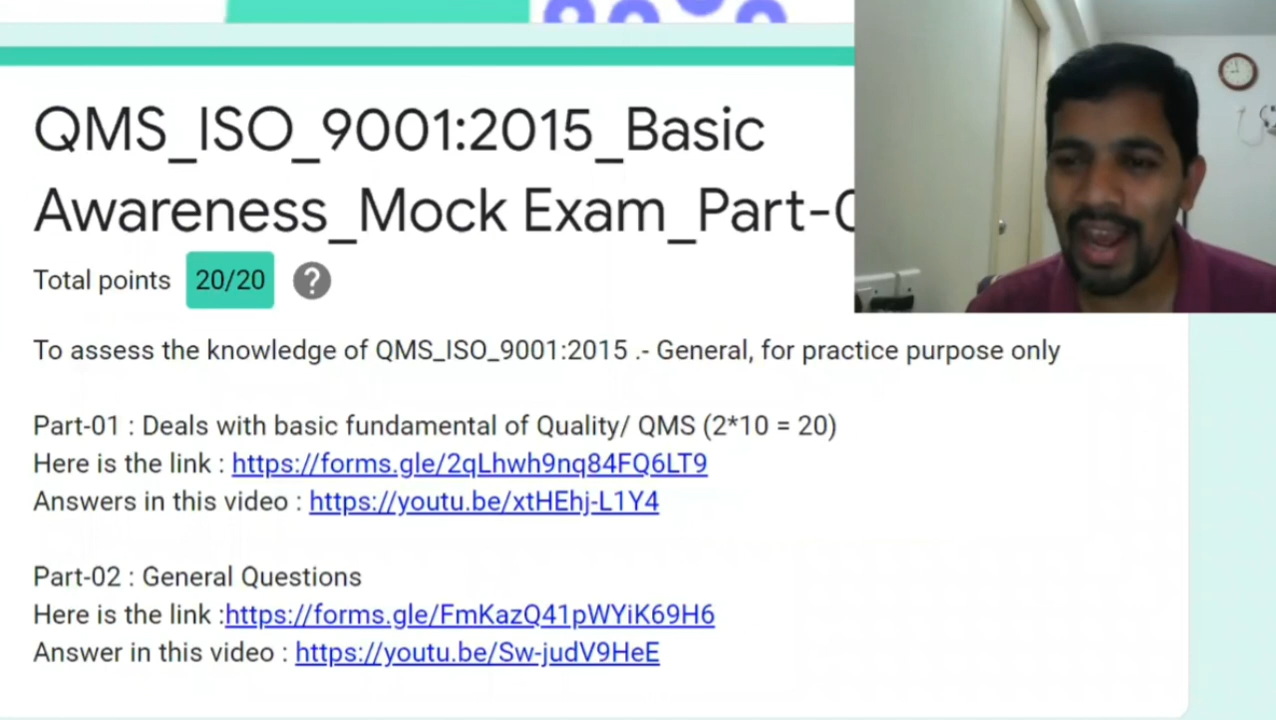 QMS_ISO_9001:2015_Basic
Awareness_Mock Exam_Part-
Total points 20/20 ?
To assess the knowledge of QMS_ISO_9001:2015 .- General, for practice purpose only
Part-01 : Deals with basic fundamental of Quality/ QMS (2*10 = 20)
Here is the link : https://forms.gle/2qLhwh9nq84FQ6LT9
Answers in this video : https://youtu.be/xtHEhj-L1Y4
Part-02 : General Questions
Here is the link :https://forms.gle/FmKazQ41pWYiK69H6
Answer in this video : https://youtu.be/Sw-judV9HeE